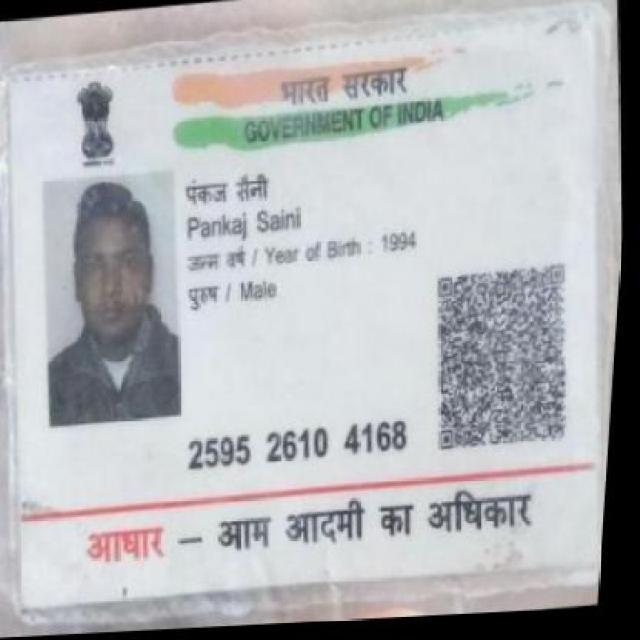 भारत सरकार
GOVERNMENT OF INDIA
पंकज सैनी
Pankaj Saini
जन्म वर्ष / Year of Birth : 1994
पुरुष / Male
2595 2610 4168
आधार – आम आदमी का अधिकार